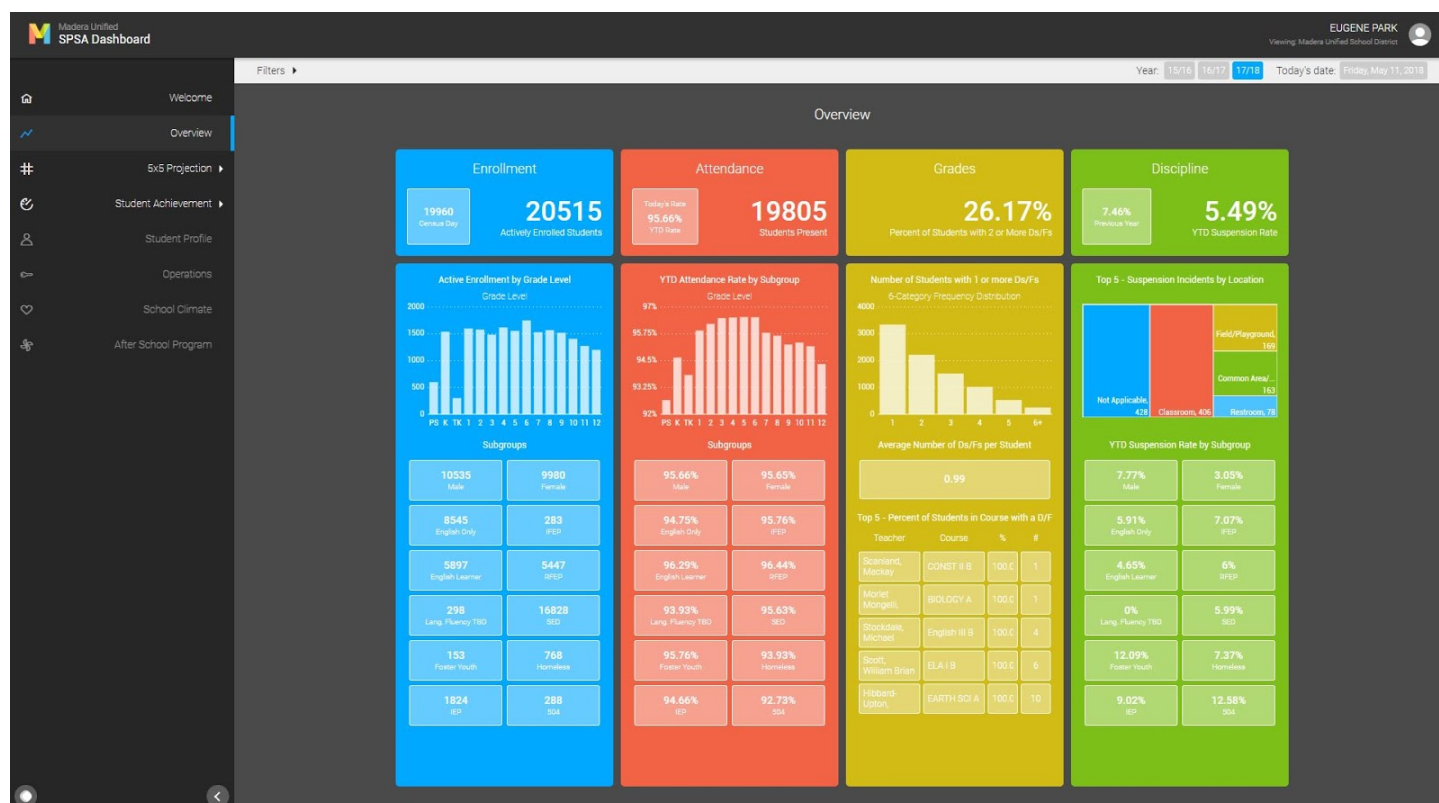 Madera Unified
SPSA Dashboard
EUGENE PARK
Viewing: Madera Unified School District
Filters
Year: 15/16 16/17 17/18 Today's date: Friday, May 11, 2018
Welcome
Overview
5x5 Projection
Student Achievement
Student Profile
Operations
School Climate
After School Program
Overview
Enrollment
19960
Census Day
20515
Actively Enrolled Students
Active Enrollment by Grade Level
Grade Level
2000
1500
1000
500
0
PS K TK 1 2 3 4 5 6 7 8 9 10 11 12
Subgroups
10535
Male
9980
Female
8545
English Only
283
IFEP
5897
English Learner
5447
RFEP
298
Lang. Fluency TBD
16828
SED
153
Foster Youth
768
Homeless
1824
IEP
288
504
Attendance
Today's Rate
95.66%
YTD Rate
19805
Students Present
YTD Attendance Rate by Subgroup
Grade Level
97%
95.75%
94.5%
93.25%
92%
PS K TK 1 2 3 4 5 6 7 8 9 10 11 12
Subgroups
95.66%
Male
95.65%
Female
94.75%
English Only
95.76%
IFEP
96.29%
English Learner
96.44%
RFEP
93.93%
Lang. Fluency TBD
95.63%
SED
95.76%
Foster Youth
93.93%
Homeless
94.66%
IEP
92.73%
504
Grades
26.17%
Percent of Students with 2 or More Ds/Fs
Number of Students with 1 or more Ds/Fs
6-Category Frequency Distribution
4000
3000
2000
1000
0
1 2 3 4 5 6+
Average Number of Ds/Fs per Student
0.99
Top 5 - Percent of Students in Course with a D/F
Teacher Course % #
Scanland,
Mackay CONST II B 100.0 1
Morlet
Mongelli, BIOLOGY A 100.0 1
Stockdale,
Michael English III B 100.0 4
Scott,
William Brian ELA I B 100.0 6
Hibbard-
Upton, EARTH SCI A 100.0 10
Discipline
7.46%
Previous Year
5.49%
YTD Suspension Rate
Top 5 - Suspension Incidents by Location
Not Applicable,
428
Classroom, 406
Field/Playground,
169
Common Area/...
163
Restroom, 78
YTD Suspension Rate by Subgroup
7.77%
Male
3.05%
Female
5.91%
English Only
7.07%
IFEP
4.65%
English Learner
6%
RFEP
0%
Lang. Fluency TBD
5.99%
SED
12.09%
Foster Youth
7.37%
Homeless
9.02%
IEP
12.58%
504